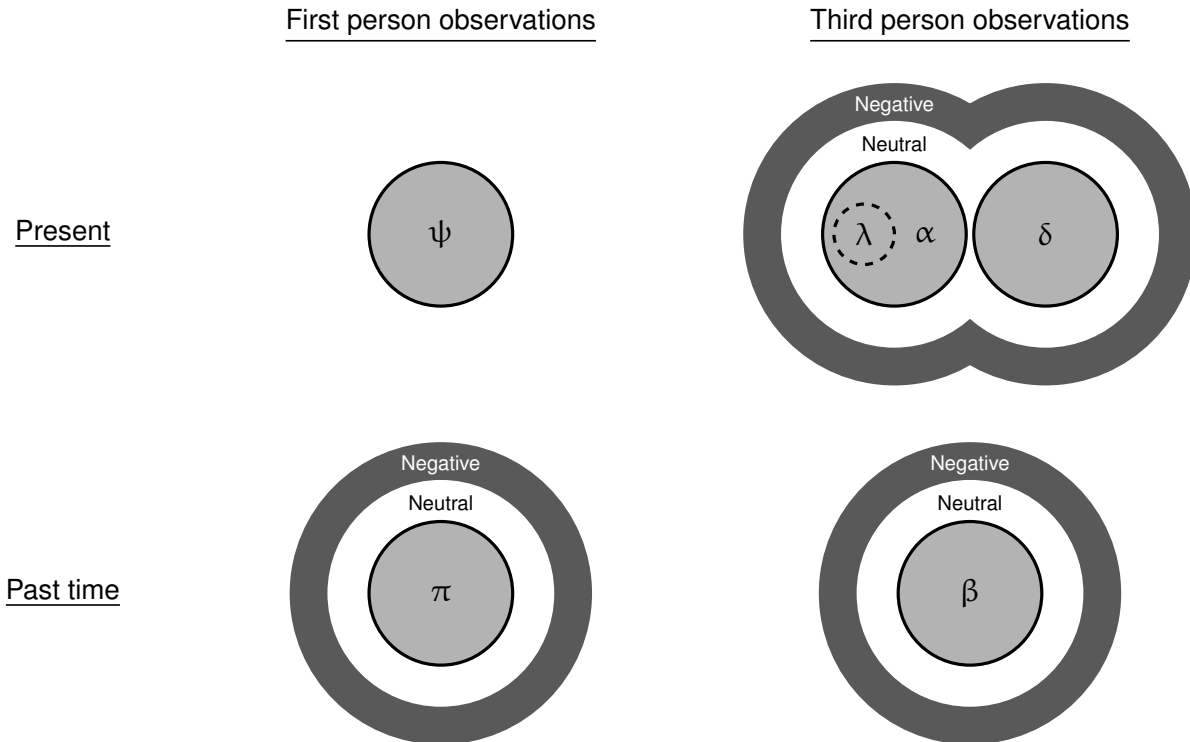 First person observations
Third person observations
Negative
Neutral
Present
ψ
λ α
δ
Negative
Neutral
Negative
Neutral
Past time
π
β